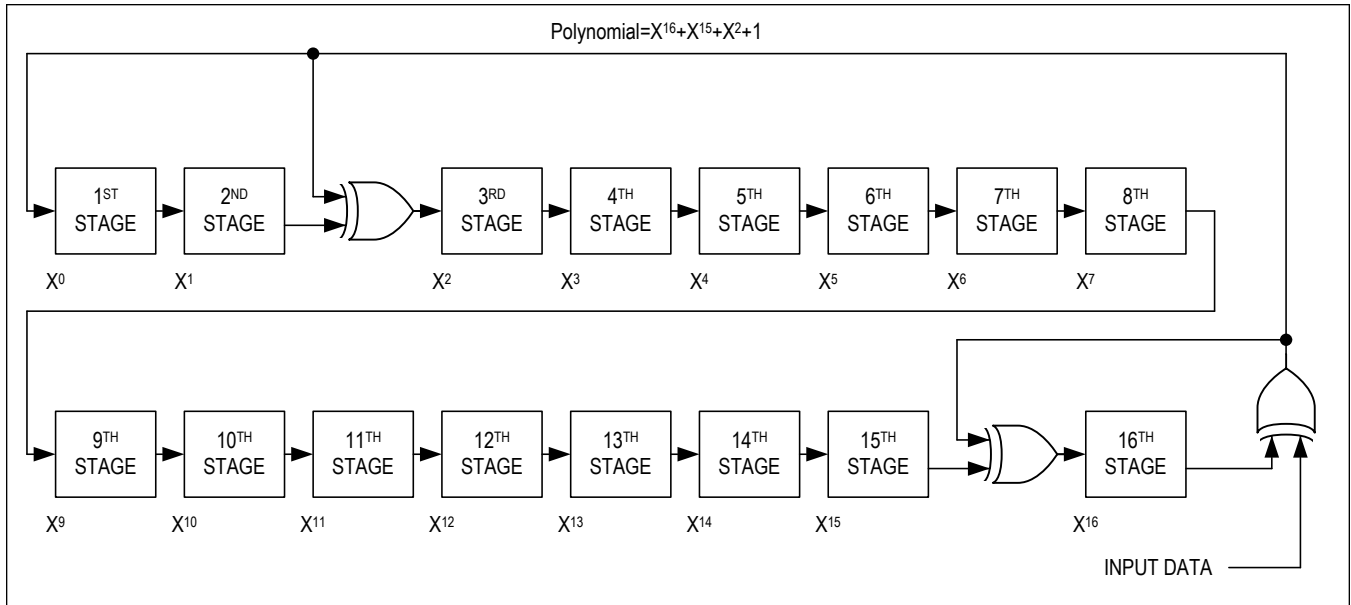 Polynomial=X¹⁶+X¹⁵+X²+1
1ST STAGE
2ND STAGE
3RD STAGE
4TH STAGE
5TH STAGE
6TH STAGE
7TH STAGE
8TH STAGE
X⁰ X¹ X² X³ X⁴ X⁵ X⁶ X⁷
9TH STAGE
10TH STAGE
11TH STAGE
12TH STAGE
13TH STAGE
14TH STAGE
15TH STAGE
16TH STAGE
X⁹ X¹⁰ X¹¹ X¹² X¹³ X¹⁴ X¹⁵ X¹⁶
INPUT DATA